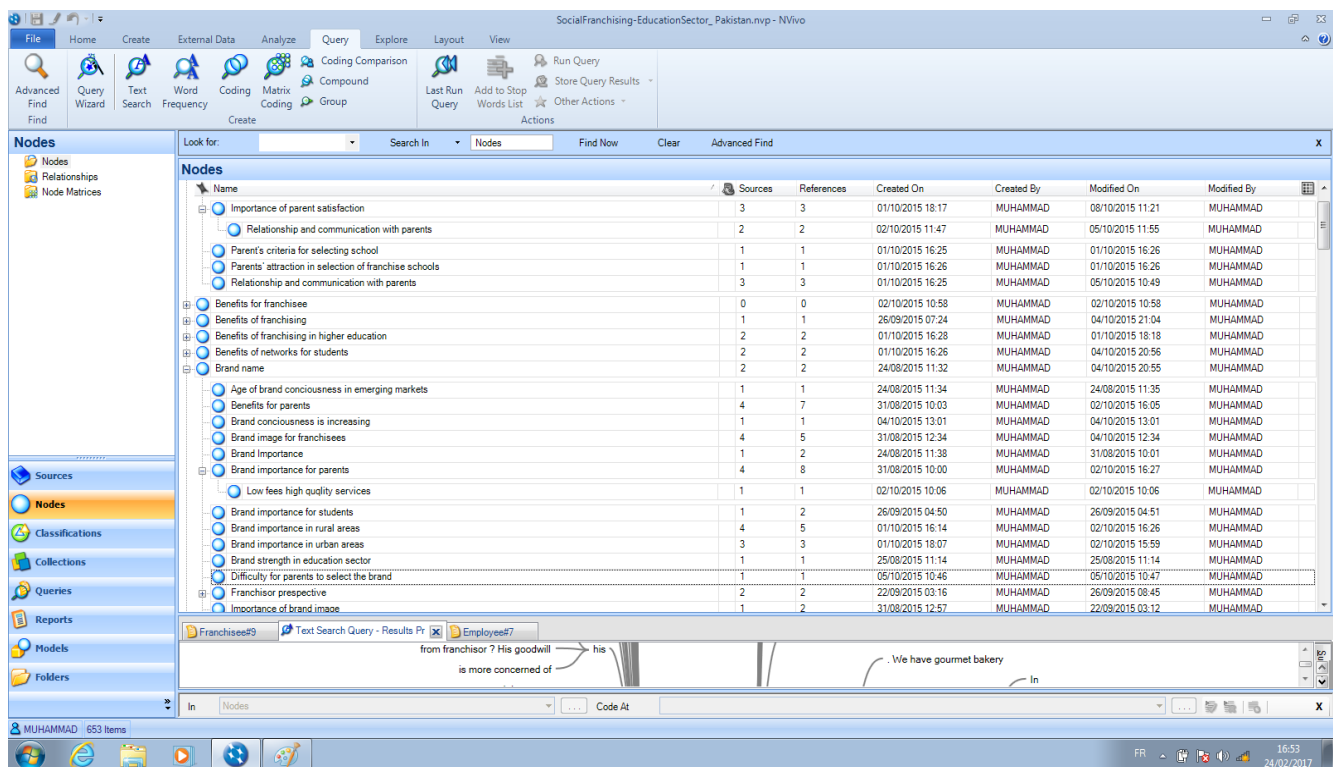 SocialFranchising-EducationSector_ Pakistan.nvp - NVivo
File Home Create External Data Analyze Query Explore Layout View
Advanced Find
Query Wizard
Text Search
Word Frequency
Coding
Matrix Coding
Coding Comparison
Compound
Group
Last Run Query
Add to Stop Words List
Run Query
Store Query Results
Other Actions
Find Create Actions
Nodes
Nodes
Relationships
Node Matrices
Look for: Search In Nodes Find Now Clear Advanced Find x
Nodes
Name Sources References Created On Created By Modified On Modified By
Importance of parent satisfaction 3 3 01/10/2015 18:17 MUHAMMAD 08/10/2015 11:21 MUHAMMAD
Relationship and communication with parents 2 2 02/10/2015 11:47 MUHAMMAD 05/10/2015 11:55 MUHAMMAD
Parent's criteria for selecting school 1 1 01/10/2015 16:25 MUHAMMAD 01/10/2015 16:26 MUHAMMAD
Parents' attraction in selection of franchise schools 1 1 01/10/2015 16:26 MUHAMMAD 01/10/2015 16:26 MUHAMMAD
Relationship and communication with parents 3 3 01/10/2015 16:25 MUHAMMAD 05/10/2015 10:49 MUHAMMAD
Benefits for franchisee 0 0 02/10/2015 10:58 MUHAMMAD 02/10/2015 10:58 MUHAMMAD
Benefits of franchising 1 1 26/09/2015 07:24 MUHAMMAD 04/10/2015 21:04 MUHAMMAD
Benefits of franchising in higher education 2 2 01/10/2015 16:28 MUHAMMAD 01/10/2015 18:18 MUHAMMAD
Benefits of networks for students 2 2 01/10/2015 16:26 MUHAMMAD 04/10/2015 20:56 MUHAMMAD
Brand name 2 2 24/08/2015 11:32 MUHAMMAD 04/10/2015 20:55 MUHAMMAD
Age of brand conciousness in emerging markets 1 1 24/08/2015 11:34 MUHAMMAD 24/08/2015 11:35 MUHAMMAD
Benefits for parents 4 7 31/08/2015 10:03 MUHAMMAD 02/10/2015 16:05 MUHAMMAD
Brand conciousness is increasing 1 1 04/10/2015 13:01 MUHAMMAD 04/10/2015 13:01 MUHAMMAD
Brand image for franchisees 4 5 31/08/2015 12:34 MUHAMMAD 04/10/2015 12:34 MUHAMMAD
Brand Importance 1 2 24/08/2015 11:38 MUHAMMAD 31/08/2015 10:01 MUHAMMAD
Brand importance for parents 4 8 31/08/2015 10:00 MUHAMMAD 02/10/2015 16:27 MUHAMMAD
Low fees high quqlity services 1 1 02/10/2015 10:06 MUHAMMAD 02/10/2015 10:06 MUHAMMAD
Brand importance for students 1 2 26/09/2015 04:50 MUHAMMAD 26/09/2015 04:51 MUHAMMAD
Brand importance in rural areas 4 5 01/10/2015 16:14 MUHAMMAD 02/10/2015 16:26 MUHAMMAD
Brand importance in urban areas 3 3 01/10/2015 18:07 MUHAMMAD 02/10/2015 15:59 MUHAMMAD
Brand strength in education sector 1 1 25/08/2015 11:14 MUHAMMAD 25/08/2015 11:14 MUHAMMAD
Difficulty for parents to select the brand 1 1 05/10/2015 10:46 MUHAMMAD 05/10/2015 10:47 MUHAMMAD
Franchisor prespective 2 2 22/09/2015 03:16 MUHAMMAD 26/09/2015 08:45 MUHAMMAD
Importance of brand image 1 2 31/08/2015 12:57 MUHAMMAD 22/09/2015 03:12 MUHAMMAD
Sources
Nodes
Classifications
Collections
Queries
Reports
Models
Folders
Franchisee#9 Text Search Query - Results Pr Employee#7
from franchisor ? His goodwill his
is more concerned of
. We have gourmet bakery
In
In Nodes ... Code At ... x
MUHAMMAD 653 Items
FR 16:53
24/02/2017